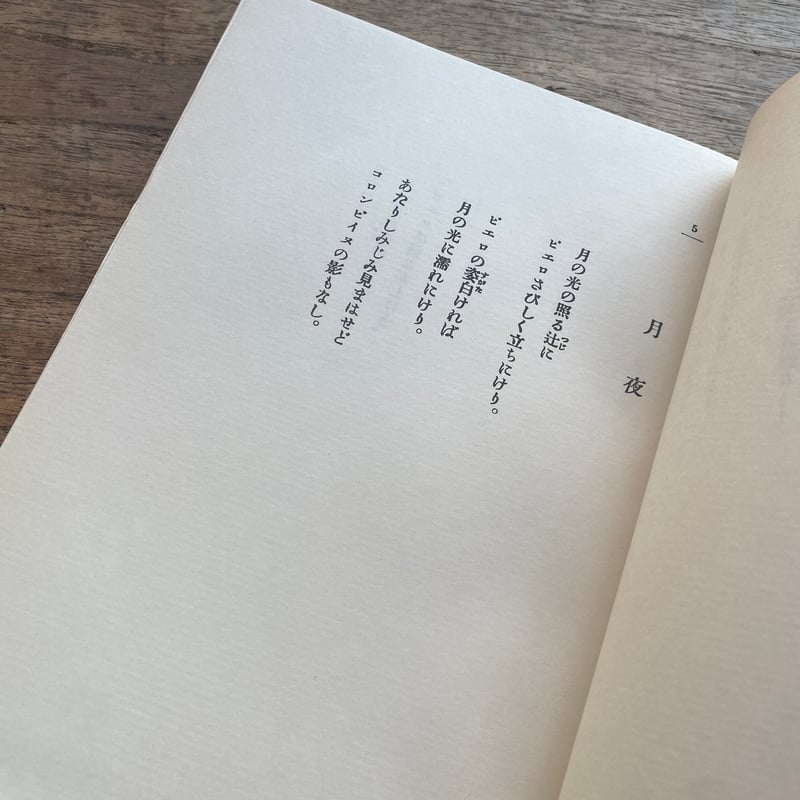 5
月夜
月の光の照る辻に
ピエロさびしく立ちにけり。
ピエロの姿白ければ
月の光に濡れにけり。
あたりしみじみ見まはせど
コロンビイヌの影もなし。